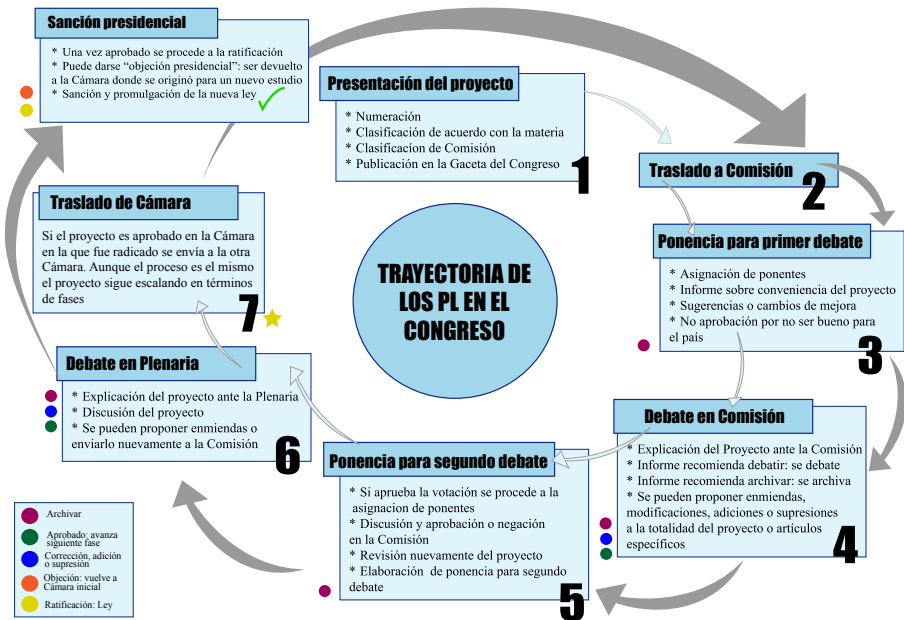 Sanción presidencial
* Una vez aprobado se procede a la ratificación
* Puede darse “objeción presidencial”: ser devuelto
a la Cámara donde se originó para un nuevo estudio
* Sanción y promulgación de la nueva ley
Presentación del proyecto
* Numeración
* Clasificación de acuerdo con la materia
* Clasificacion de Comisión
* Publicación en la Gaceta del Congreso
1
Traslado a Comisión
2
Ponencia para primer debate
* Asignación de ponentes
* Informe sobre conveniencia del proyecto
* Sugerencias o cambios de mejora
* No aprobación por no ser bueno para
el país
3
Debate en Comisión
* Explicación del Proyecto ante la Comisión
* Informe recomienda debatir: se debate
* Informe recomienda archivar: se archiva
* Se pueden proponer enmiendas,
modificaciones, adiciones o supresiones
a la totalidad del proyecto o artículos
específicos
4
Ponencia para segundo debate
* Si aprueba la votación se procede a la
asignacion de ponentes
* Discusión y aprobación o negación
en la Comisión
* Revisión nuevamente del proyecto
* Elaboración de ponencia para segundo
debate
5
Debate en Plenaria
* Explicación del proyecto ante la Plenaria
* Discusión del proyecto
* Se pueden proponer enmiendas o
enviarlo nuevamente a la Comisión
6
Traslado de Cámara
Si el proyecto es aprobado en la Cámara
en la que fue radicado se envía a la otra
Cámara. Aunque el proceso es el mismo
el proyecto sigue escalando en términos
de fases
7
TRAYECTORIA DE
LOS PL EN EL
CONGRESO
Archivar
Aprobado: avanza
siguiente fase
Corrección, adición
o supresión
Objeción: vuelve a
Cámara inicial
Ratificación: Ley